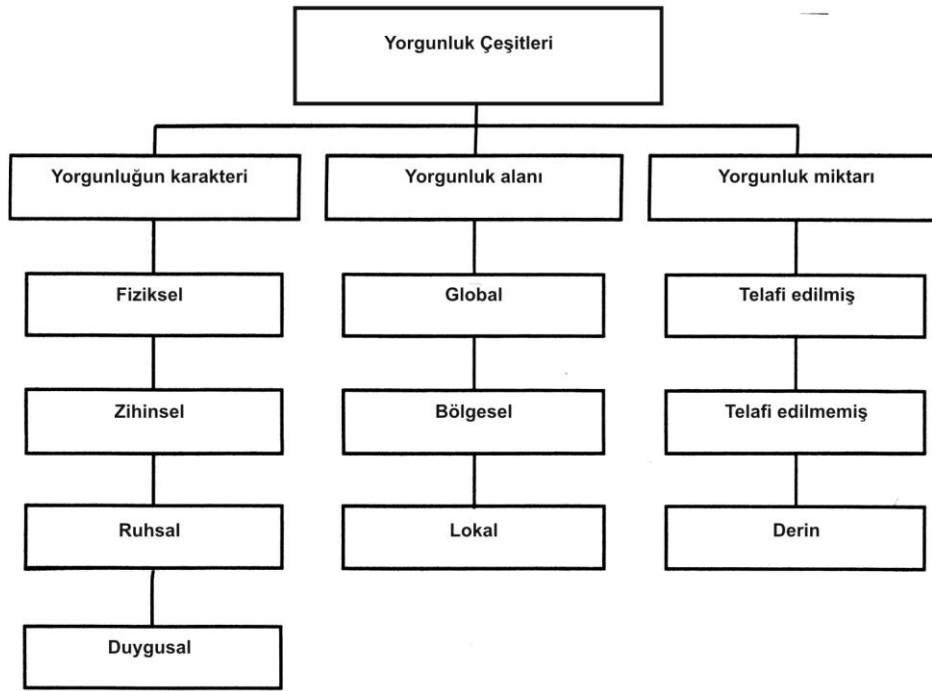 Yorgunluk Çeşitleri
Yorgunluğun karakteri
Yorgunluk alanı
Yorgunluk miktarı
Fiziksel
Global
Telafi edilmiş
Zihinsel
Bölgesel
Telafi edilmemiş
Ruhsal
Lokal
Derin
Duygusal